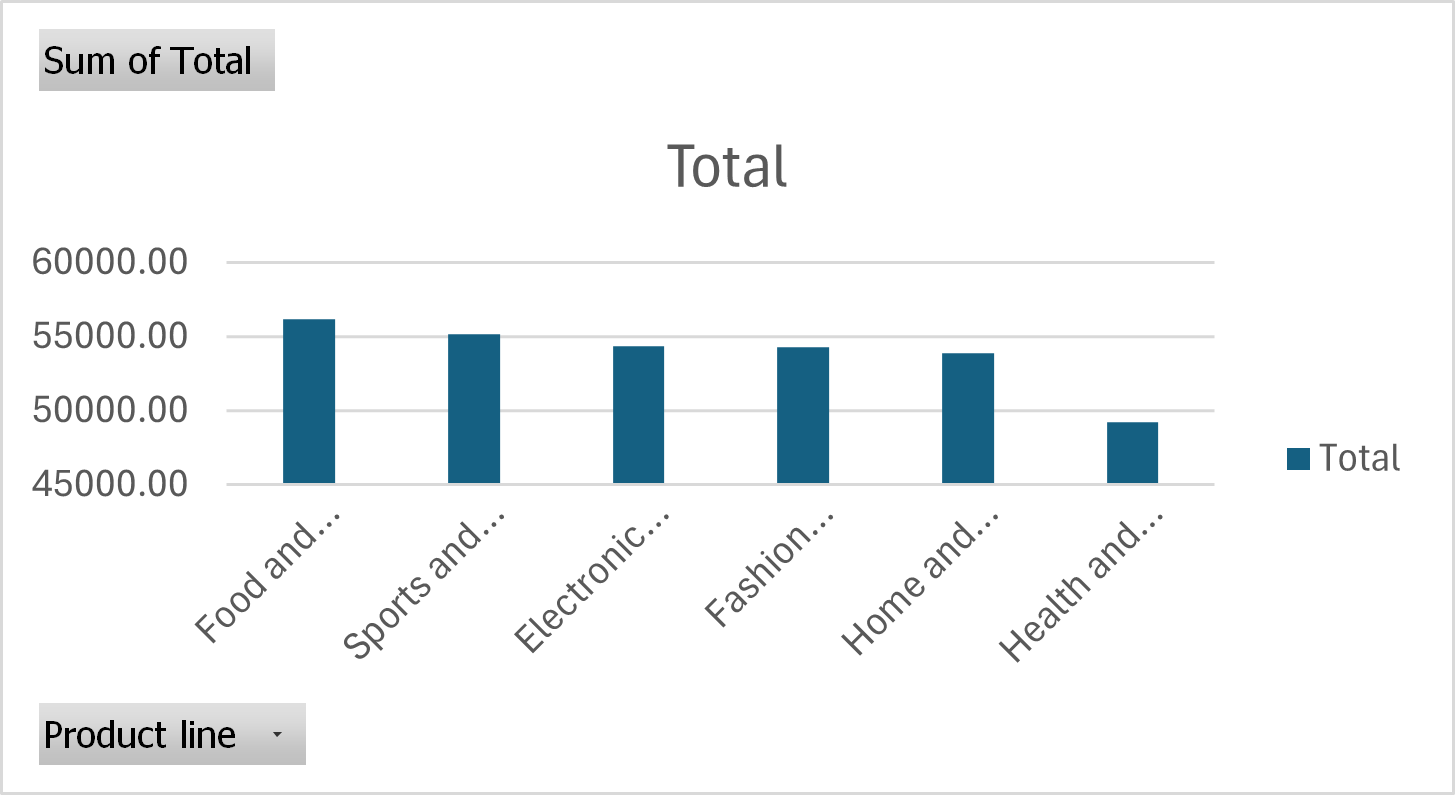 Sum of Total
Total
60000.00
55000.00
50000.00
45000.00
Total
Food and...
Sports and...
Electronic...
Fashion...
Home and...
Health and...
Product line